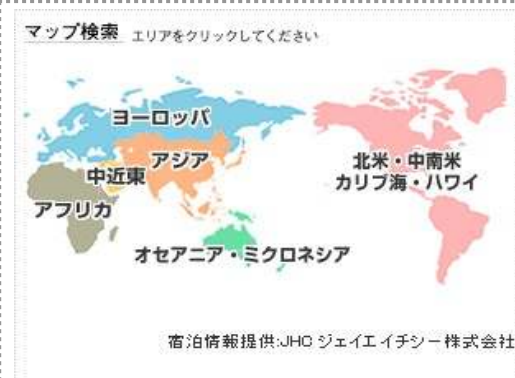 マップ検索 エリアをクリックしてください
ヨーロッパ
アジア
中近東
アフリカ
北米・中南米
カリブ海・ハワイ
オセアニア・ミクロネシア
宿泊情報提供:JHC ジェイエイチシー株式会社